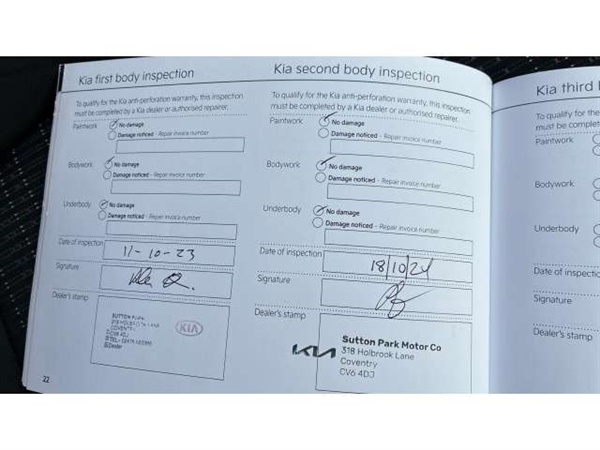 Kia first body inspection
To qualify for the Kia anti-perforation warranty, this inspection
must be completed by a Kia dealer or authorised repairer.
Paintwork
No damage
Damage noticed - Repair invoice number
Bodywork
No damage
Damage noticed - Repair invoice number
Underbody
No damage
Damage noticed - Repair invoice number
Date of inspection
11-10-23
Signature
Dealer's stamp
SUTTON PARK
COVENTRY
KIA
22
Kia second body inspection
To qualify for the Kia anti-perforation warranty, this inspection
must be completed by a Kia dealer or authorised repairer.
Paintwork
No damage
Damage noticed - Repair invoice number
Bodywork
No damage
Damage noticed - Repair invoice number
Underbody
No damage
Damage noticed - Repair invoice number
Date of inspection
18/10/24
Signature
Dealer's stamp
KIA
Sutton Park Motor Co
318 Holbrook Lane
Coventry
CV6 4DJ
Kia third
To qualify for the
must be complet
Paintwork
Bodywork
Underbody
Date of inspectio
Signature
Dealer's stamp